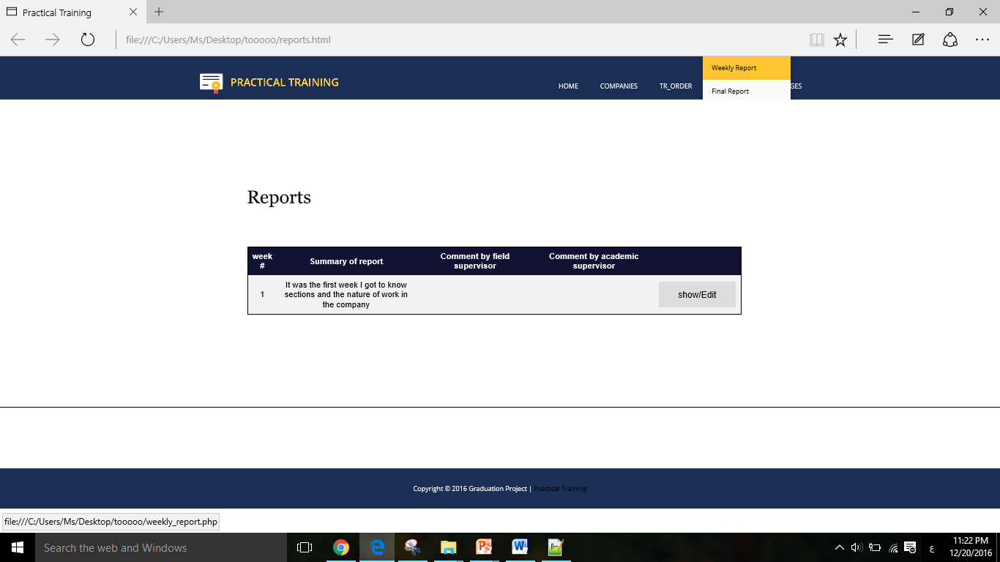 Practical Training
file:///C:/Users/Ms/Desktop/tooooo/reports.html
PRACTICAL TRAINING
HOME
COMPANIES
TR_ORDER
Weekly Report
Final Report
GES
Reports
week #
Summary of report
Comment by field supervisor
Comment by academic supervisor
1
It was the first week I got to know
sections and the nature of work in
the company
show/Edit
Copyright © 2016 Graduation Project | Practical Training
file:///C:/Users/Ms/Desktop/tooooo/weekly_report.php
Search the web and Windows
ع
11:22 PM
12/20/2016